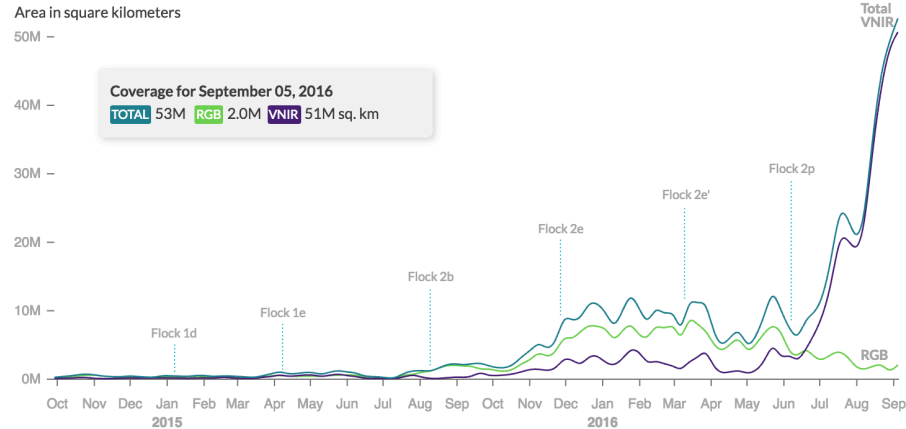 Area in square kilometers
Total
VNIR
50M
Coverage for September 05, 2016
TOTAL 53M RGB 2.0M VNIR 51M sq. km
40M
30M
Flock 2p
Flock 2e'
20M
Flock 2e
Flock 2b
10M
Flock 1e
Flock 1d
RGB
0M
Oct Nov Dec Jan Feb Mar Apr May Jun Jul Aug Sep Oct Nov Dec Jan Feb Mar Apr May Jun Jul Aug Sep
2015 2016